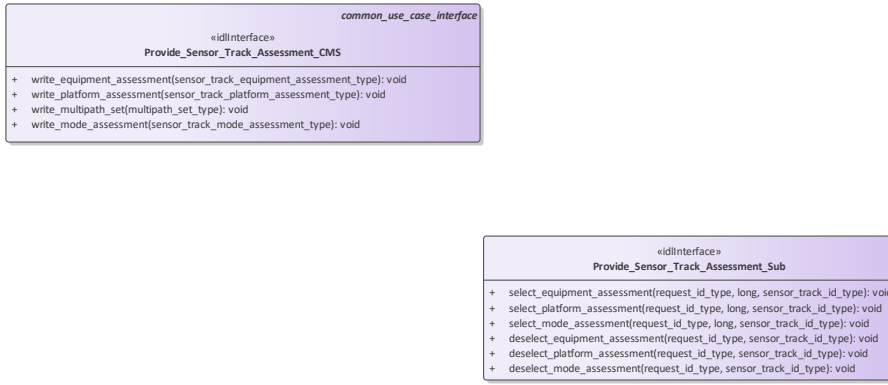 common_use_case_interface
«idlInterface»
Provide_Sensor_Track_Assessment_CMS
+ write_equipment_assessment(sensor_track_equipment_assessment_type): void
+ write_platform_assessment(sensor_track_platform_assessment_type): void
+ write_multipath_set(multipath_set_type): void
+ write_mode_assessment(sensor_track_mode_assessment_type): void
«idlInterface»
Provide_Sensor_Track_Assessment_Sub
+ select_equipment_assessment(request_id_type, long, sensor_track_id_type): void
+ select_platform_assessment(request_id_type, long, sensor_track_id_type): void
+ select_mode_assessment(request_id_type, long, sensor_track_id_type): void
+ deselect_equipment_assessment(request_id_type, sensor_track_id_type): void
+ deselect_platform_assessment(request_id_type, sensor_track_id_type): void
+ deselect_mode_assessment(request_id_type, sensor_track_id_type): void